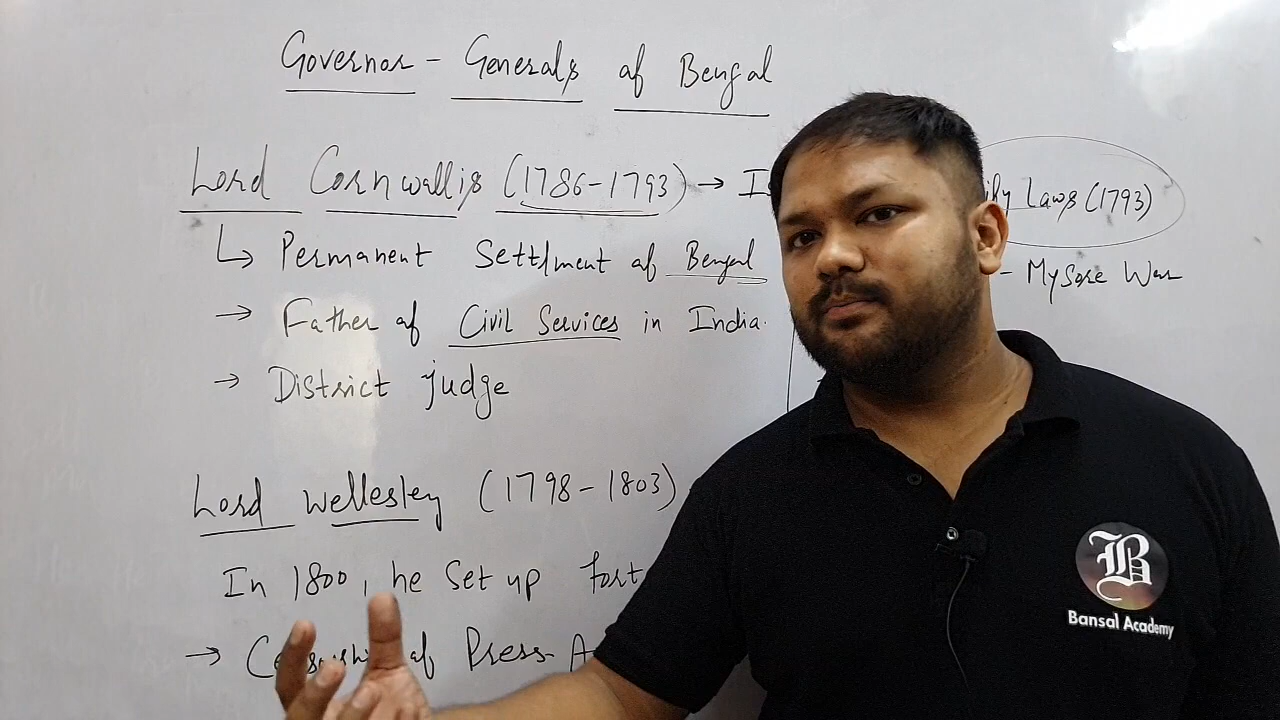 Governor - Generals of Bengal
Lord Cornwallis (1786-1793) → Laws (1793)
↳ Permanent Settlment of Bengal
- Mysore War
→ Father of Civil Services in India.
→ District judge
Lord Wellesley (1798-1803)
In 1800, he set up Fort
→ of Press
B
Bansal Academy